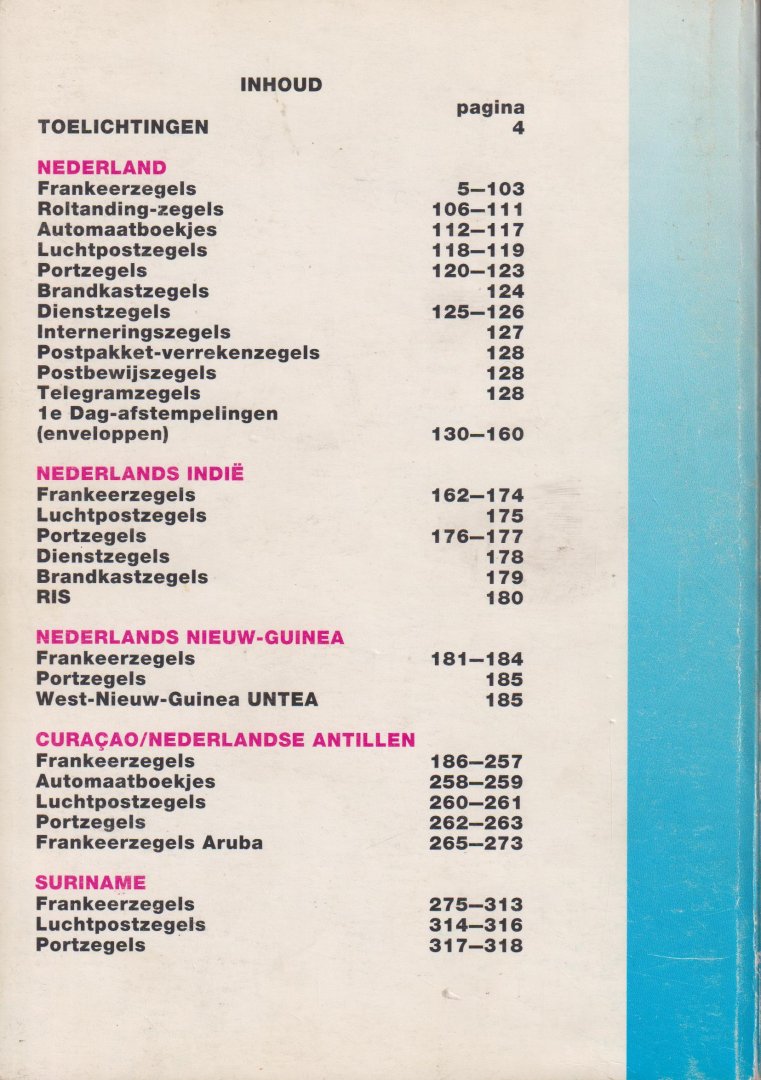 INHOUD
pagina
TOELICHTINGEN 4
NEDERLAND
Frankeerzegels 5—103
Roltanding-zegels 106—111
Automaatboekjes 112—117
Luchtpostzegels 118—119
Portzegels 120—123
Brandkastzegels 124
Dienstzegels 125—126
Interneringszegels 127
Postpakket-verrekenzegels 128
Postbewijszegels 128
Telegramzegels 128
1e Dag-afstempelingen
(enveloppen) 130—160
NEDERLANDS INDIË
Frankeerzegels 162—174
Luchtpostzegels 175
Portzegels 176—177
Dienstzegels 178
Brandkastzegels 179
RIS 180
NEDERLANDS NIEUW-GUINEA
Frankeerzegels 181—184
Portzegels 185
West-Nieuw-Guinea UNTEA 185
CURAÇAO/NEDERLANDSE ANTILLEN
Frankeerzegels 186—257
Automaatboekjes 258—259
Luchtpostzegels 260—261
Portzegels 262—263
Frankeerzegels Aruba 265—273
SURINAME
Frankeerzegels 275—313
Luchtpostzegels 314—316
Portzegels 317—318